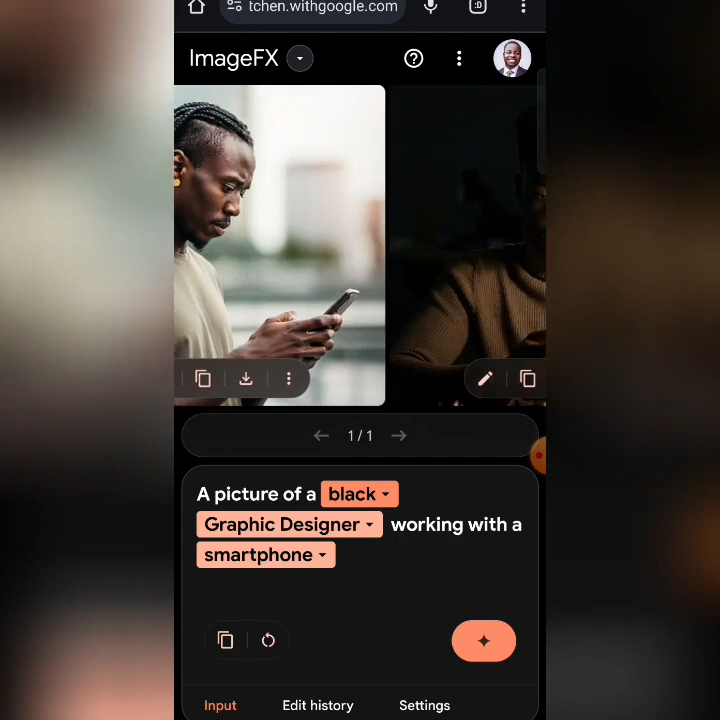 tchen.withgoogle.com
:D
ImageFX
1 / 1
A picture of a black
Graphic Designer working with a
smartphone
Input Edit history Settings